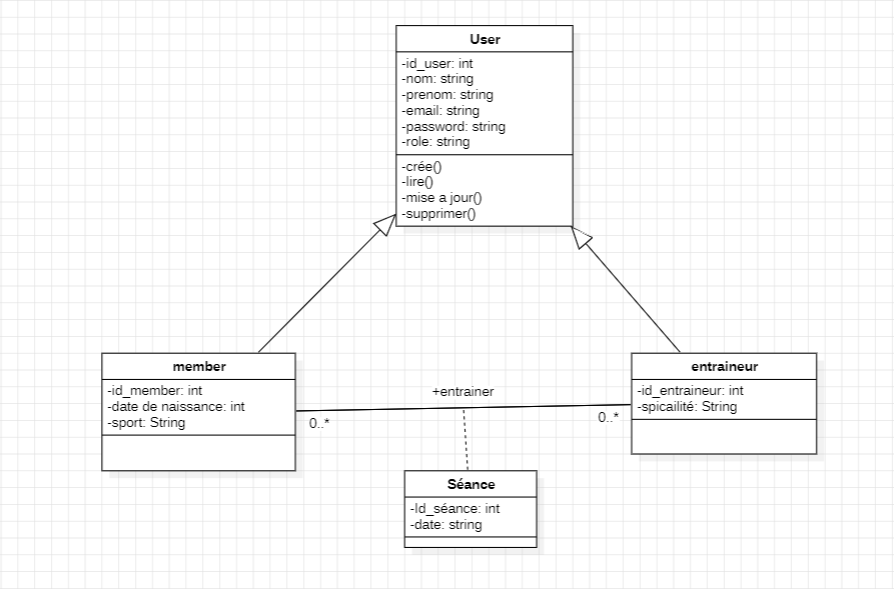 User
-id_user: int
-nom: string
-prenom: string
-email: string
-password: string
-role: string
-crée()
-lire()
-mise a jour()
-supprimer()
member
-id_member: int
-date de naissance: int
-sport: String
+entrainer
0..*
0..*
entraineur
-id_entraineur: int
-spicailité: String
Séance
-Id_séance: int
-date: string